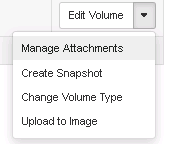 Edit Volume
Manage Attachments
Create Snapshot
Change Volume Type
Upload to Image